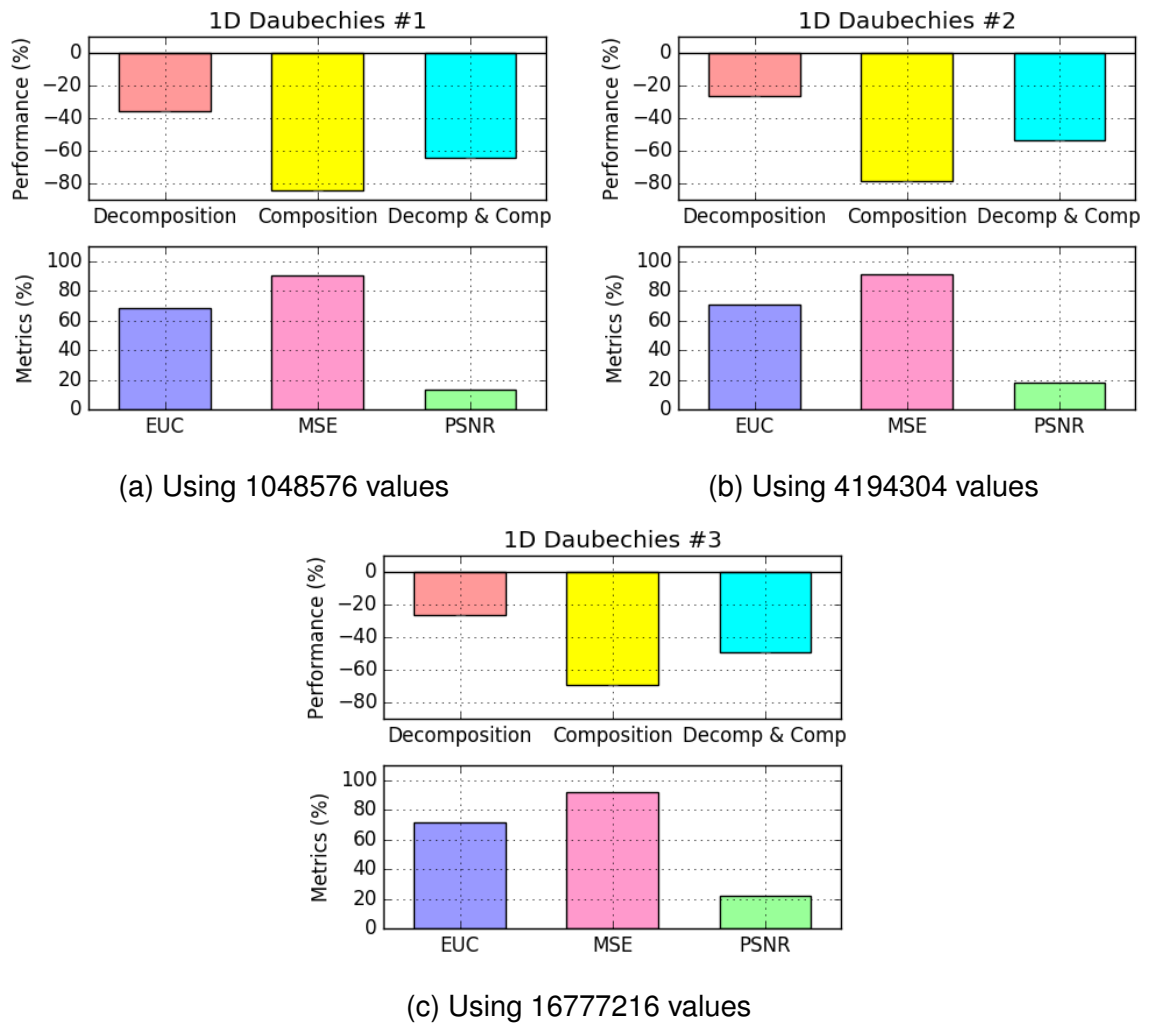 1D Daubechies #1
Performance (%)
0
−20
−40
−60
−80
Decomposition Composition Decomp & Comp
Metrics (%)
100
80
60
40
20
0
EUC MSE PSNR
(a) Using 1048576 values
1D Daubechies #2
Performance (%)
0
−20
−40
−60
−80
Decomposition Composition Decomp & Comp
Metrics (%)
100
80
60
40
20
0
EUC MSE PSNR
(b) Using 4194304 values
1D Daubechies #3
Performance (%)
0
−20
−40
−60
−80
Decomposition Composition Decomp & Comp
Metrics (%)
100
80
60
40
20
0
EUC MSE PSNR
(c) Using 16777216 values